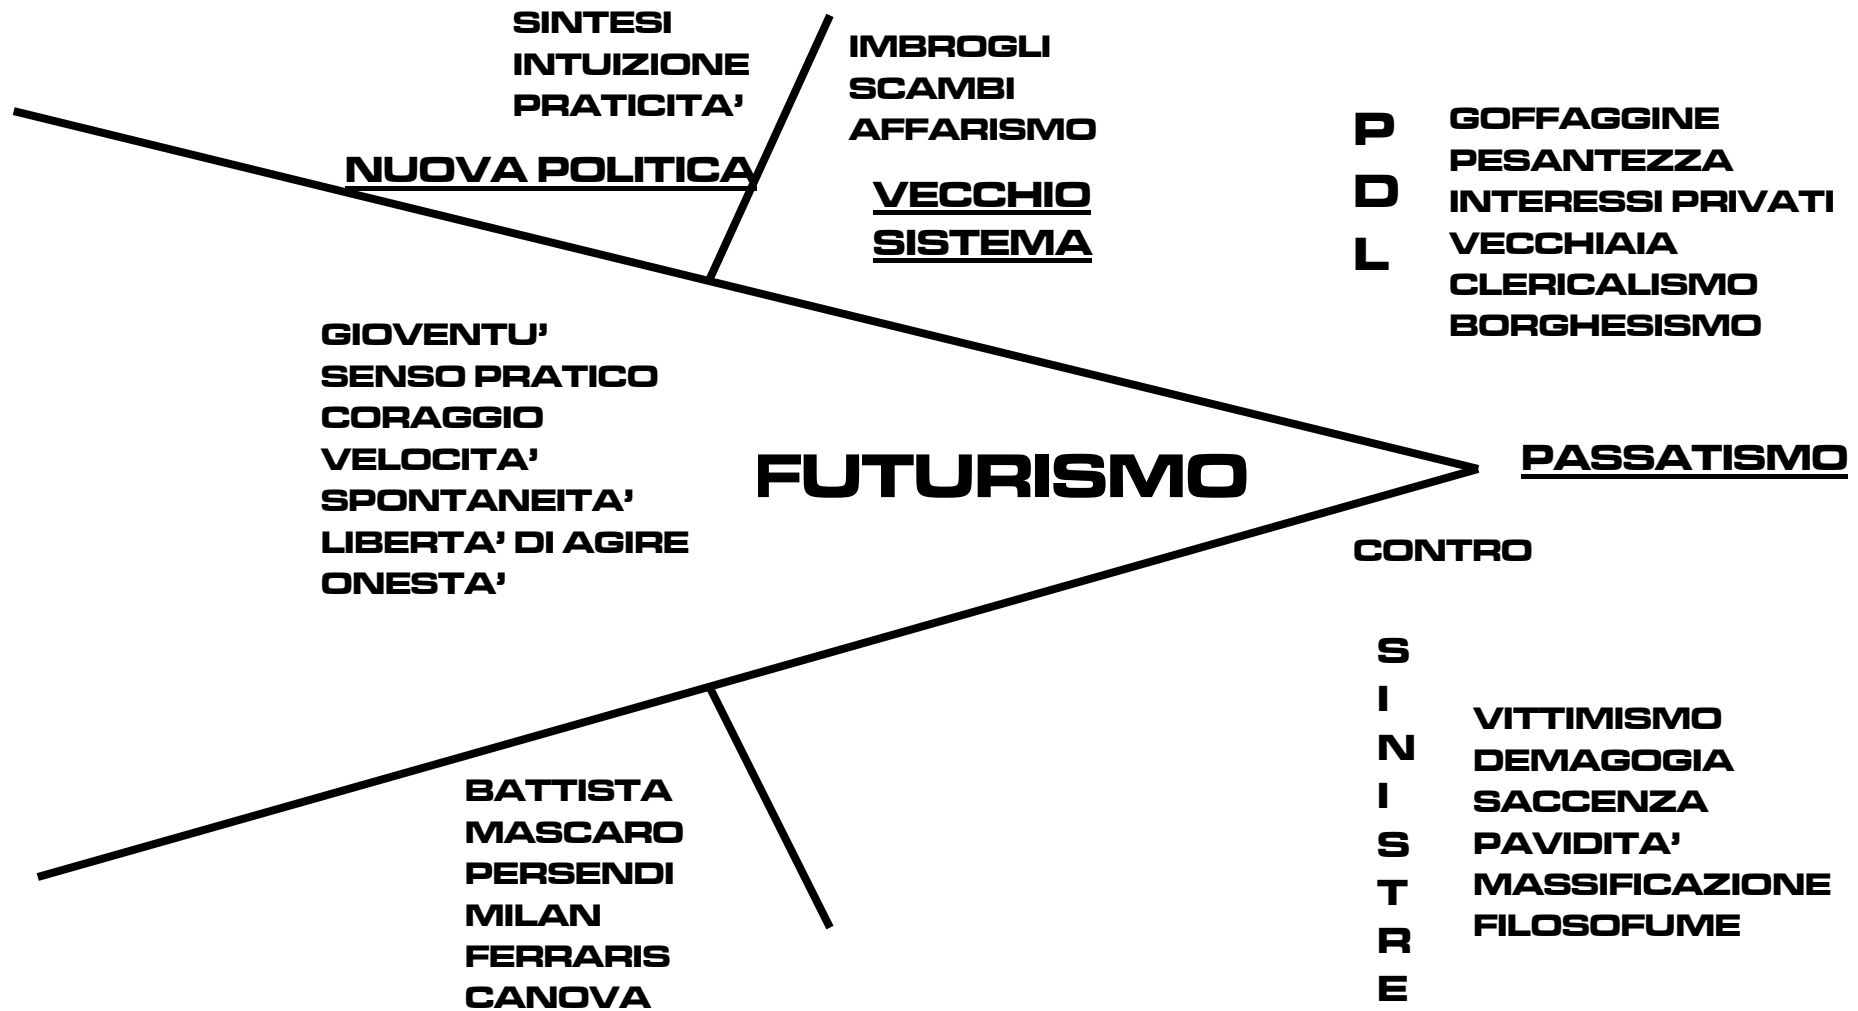 SINTESI
INTUIZIONE
PRATICITA’
NUOVA POLITICA
IMBROGLI
SCAMBI
AFFARISMO
VECCHIO
SISTEMA
P
D
L
GOFFAGGINE
PESANTEZZA
INTERESSI PRIVATI
VECCHIAIA
CLERICALISMO
BORGHESISMO
GIOVENTU’
SENSO PRATICO
CORAGGIO
VELOCITA’
SPONTANEITA’
LIBERTA’ DI AGIRE
ONESTA’
FUTURISMO
PASSATISMO
CONTRO
BATTISTA
MASCARO
PERSENDI
MILAN
FERRARIS
CANOVA
S
I
N
I
S
T
R
E
VITTIMISMO
DEMAGOGIA
SACCENZA
PAVIDITA’
MASSIFICAZIONE
FILOSOFUME